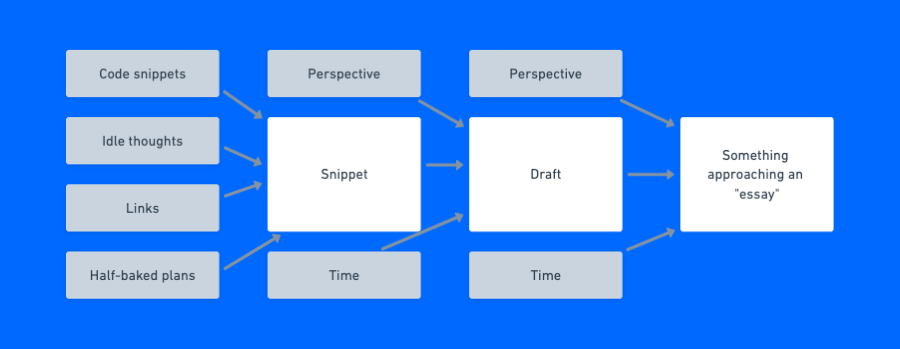 Code snippets
Idle thoughts
Links
Half-baked plans
Perspective
Snippet
Time
Perspective
Draft
Time
Something
approaching an
"essay"